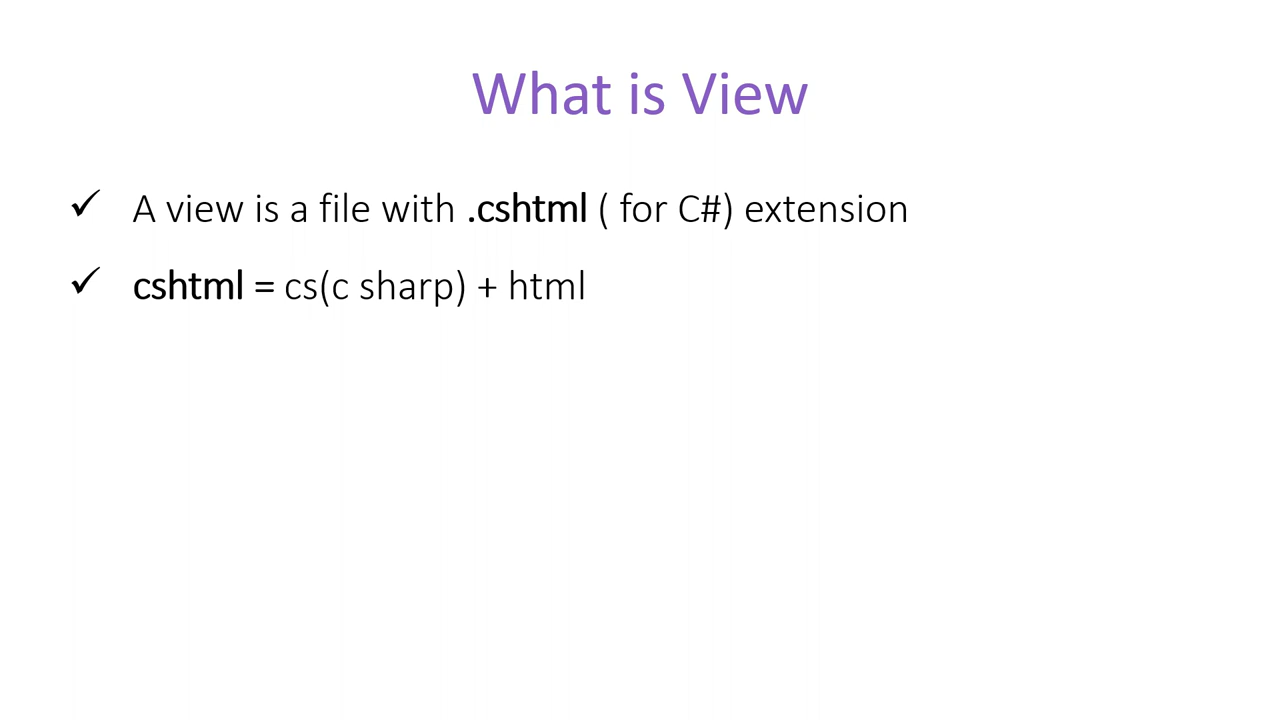 What is View
✓ A view is a file with .cshtml ( for C#) extension
✓ cshtml = cs(c sharp) + html